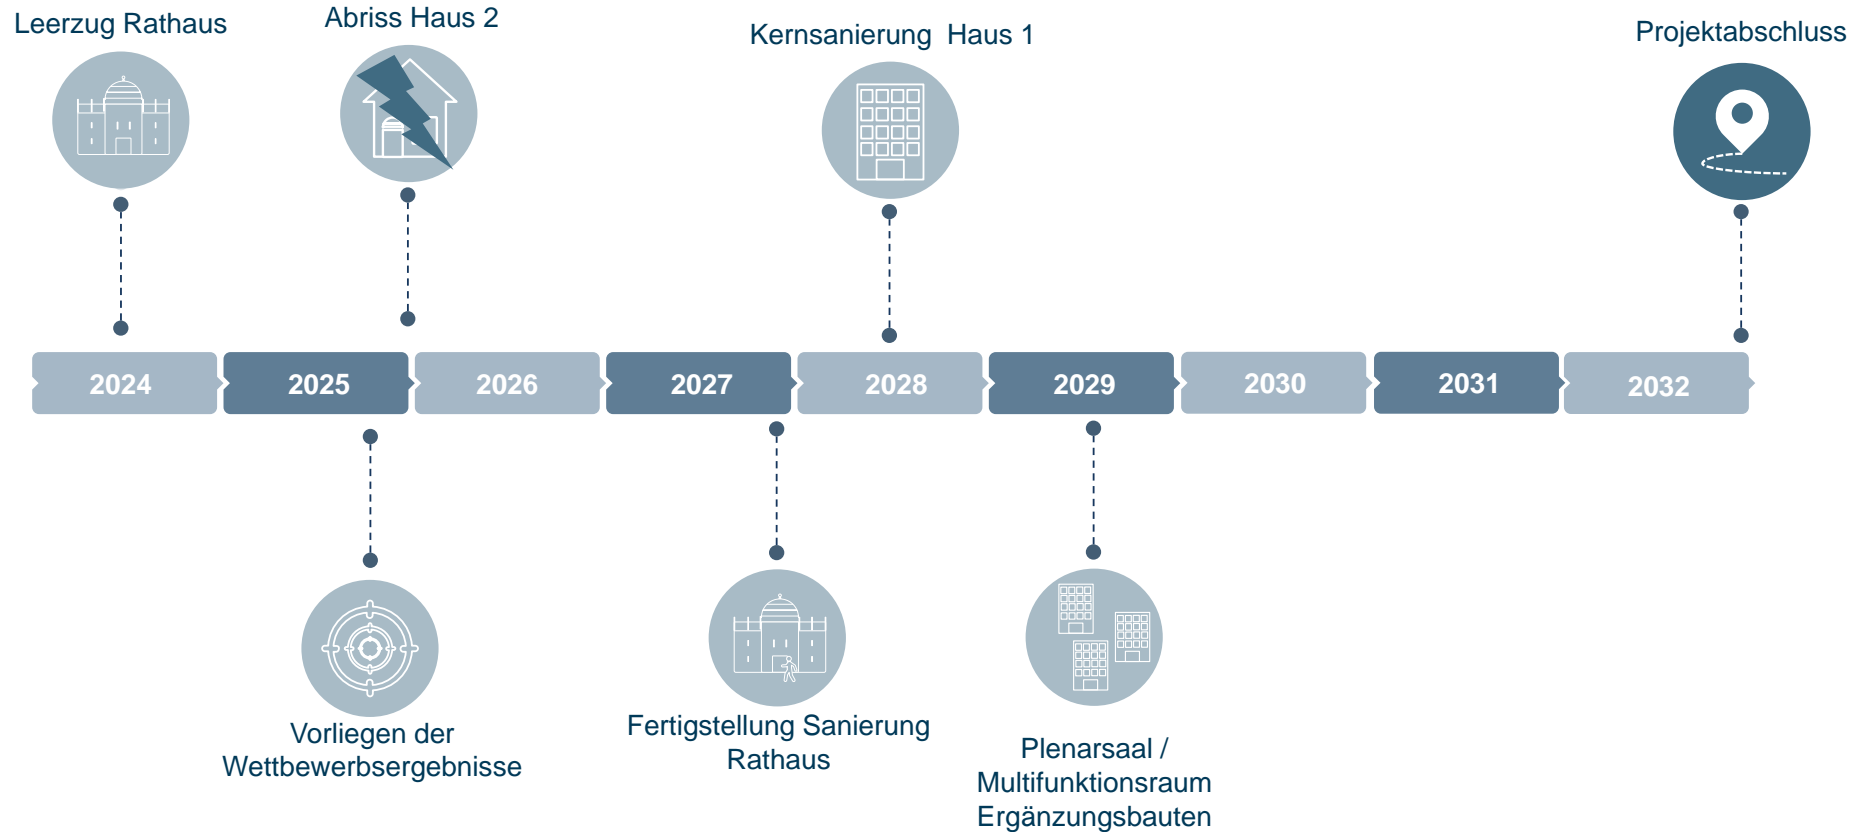 Leerzug Rathaus
Abriss Haus 2
Kernsanierung Haus 1
Projektabschluss
2024
2025
2026
2027
2028
2029
2030
2031
2032
Vorliegen der
Wettbewerbsergebnisse
Fertigstellung Sanierung
Rathaus
Plenarsaal /
Multifunktionsraum
Ergänzungsbauten